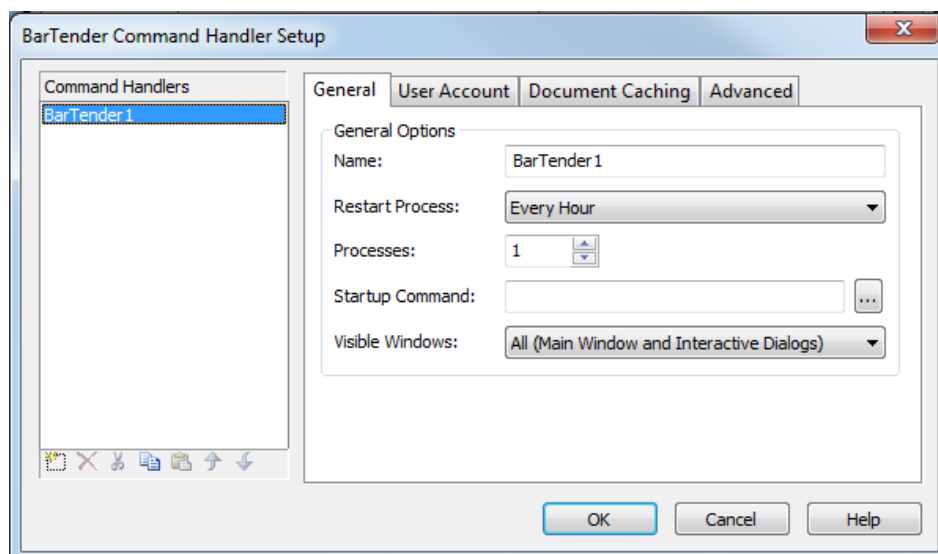 BarTender Command Handler Setup
Command Handlers
BarTender1
General User Account Document Caching Advanced
General Options
Name: BarTender1
Restart Process: Every Hour
Processes: 1
Startup Command: ...
Visible Windows: All (Main Window and Interactive Dialogs)
OK Cancel Help